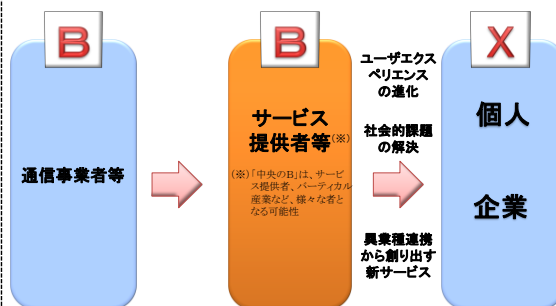 B
通信事業者等
B
サービス
提供者等(※)
(※)「中央のB」は、サービ
ス提供者、バーティカル
産業など、様々な者と
なる可能性
ユーザエクス
ペリエンス
の進化
社会的課題
の解決
異業種連携
から創り出す
新サービス
X
個人
企業